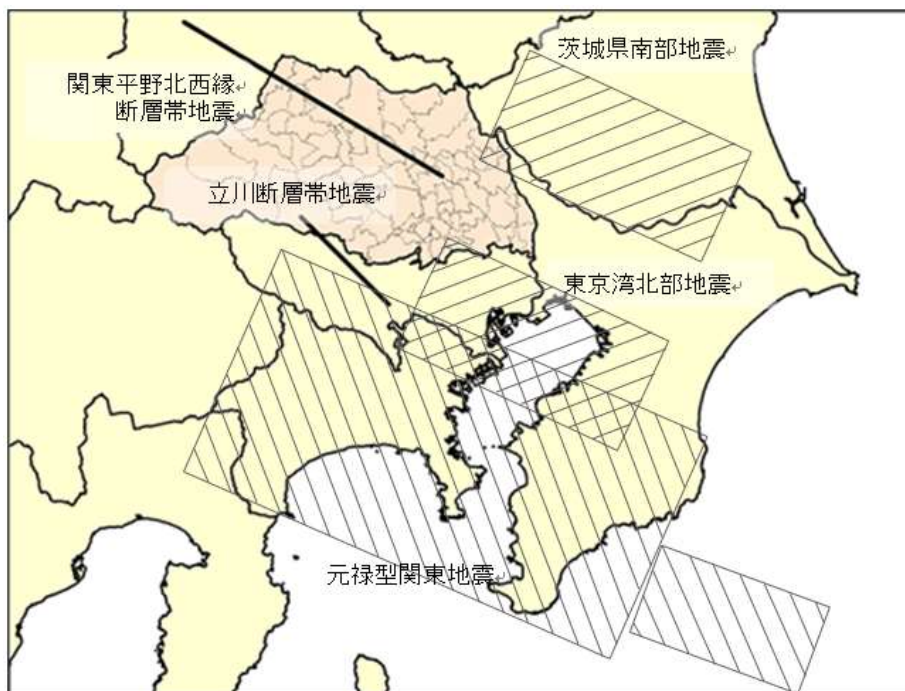 茨城県南部地震
関東平野北西縁
断層帯地震
立川断層帯地震
東京湾北部地震
元禄型関東地震